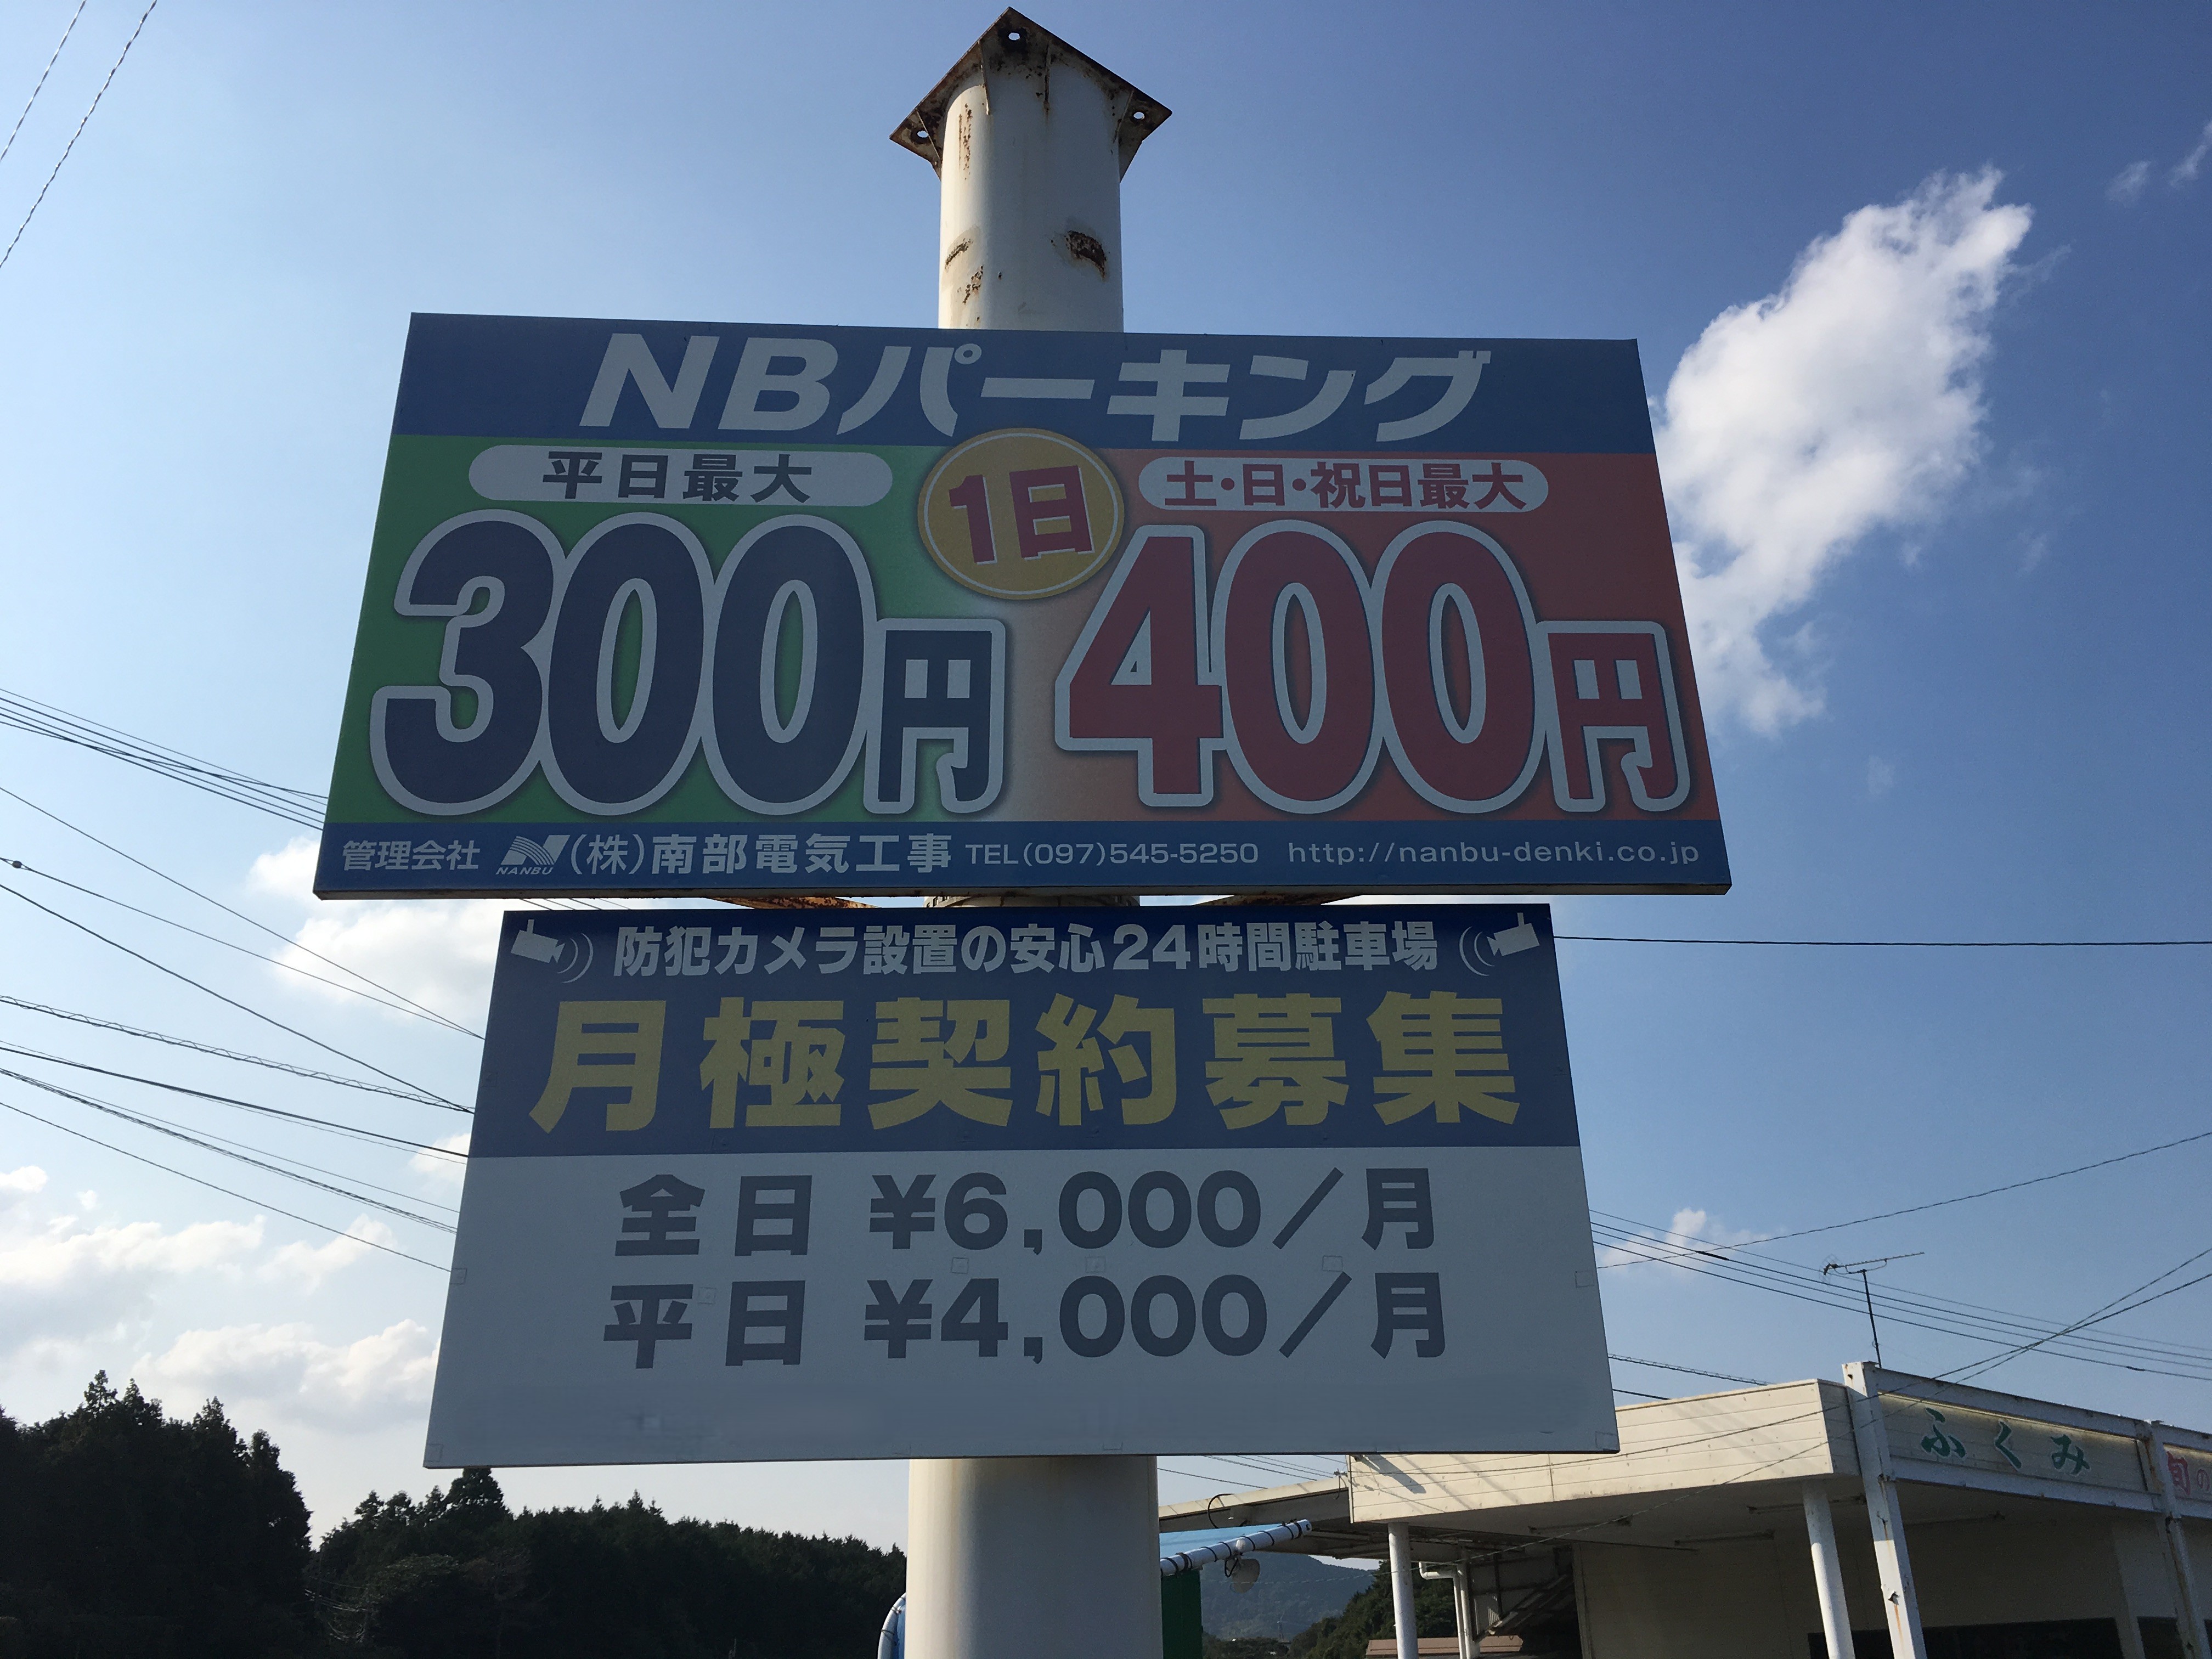 NBパーキング
平日最大
1日
土・日・祝日最大
300円
400円
管理会社 NANBU (株)南部電気工事 TEL(097)545-5250 http://nanbu-denki.co.jp
防犯カメラ設置の安心24時間駐車場
月極契約募集
全日 ¥6,000/月
平日 ¥4,000/月
ふくみ
旬の